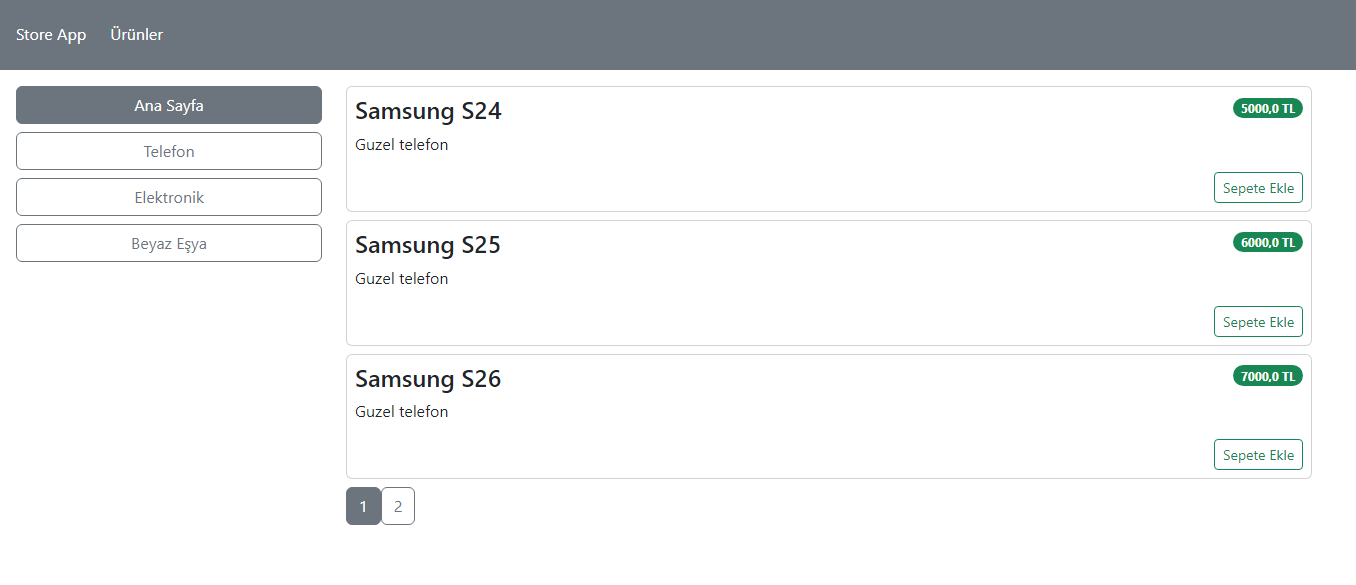 Store App Ürünler
Ana Sayfa
Telefon
Elektronik
Beyaz Eşya
Samsung S24 5000,0 TL
Guzel telefon
Sepete Ekle
Samsung S25 6000,0 TL
Guzel telefon
Sepete Ekle
Samsung S26 7000,0 TL
Guzel telefon
Sepete Ekle
1 2